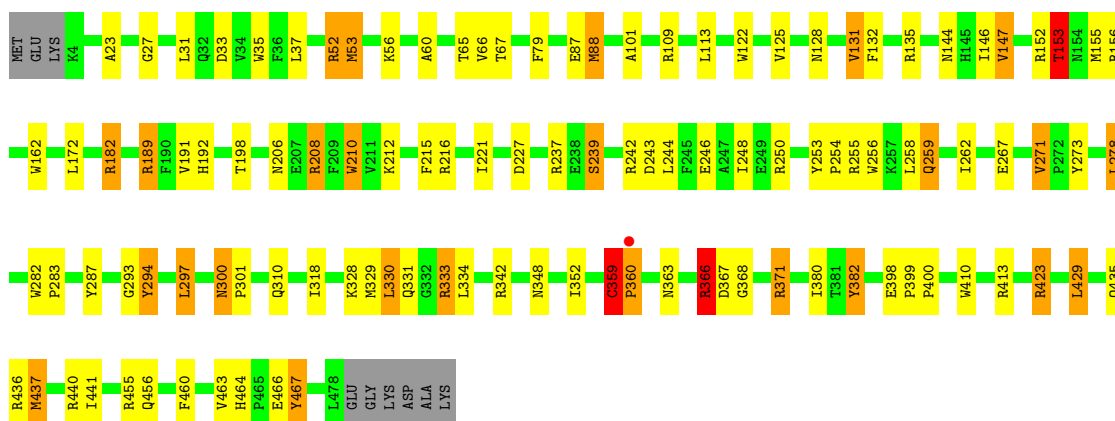 MET GLU LYS K4 A23 G27 L31 Q32 D33 V34 W35 F36 L37 R52 M53 K56 A60 T65 V66 T67 F79 E87 M88 A101 R109 L113 W122 V125 N128 V131 F132 R135 N144 H145 I146 V147 R152 T153 N154 M155 R156
W162 L172 R182 R189 F190 V191 H192 T198 N206 E207 R208 F209 W210 V211 K212 F215 R216 I221 D227 R237 E238 S239 R242 D243 L244 F245 E246 A247 I248 E249 R250 Y253 P254 R255 W256 K257 L258 Q259 I262 E267 V271 P272 Y273 L278
W282 P283 Y287 G293 Y294 L297 N300 P301 Q310 I318 K328 M329 L330 Q331 G332 R333 L334 R342 N348 I352 C359 P360 N363 R366 D367 G368 R371 I380 T381 Y382 E398 P399 P400 W410 R413 R423 L429
R436 M437 R440 I441 R455 Q456 F460 V463 H464 P465 E466 Y467 L478 GLU GLY LYS ASP ALA LYS